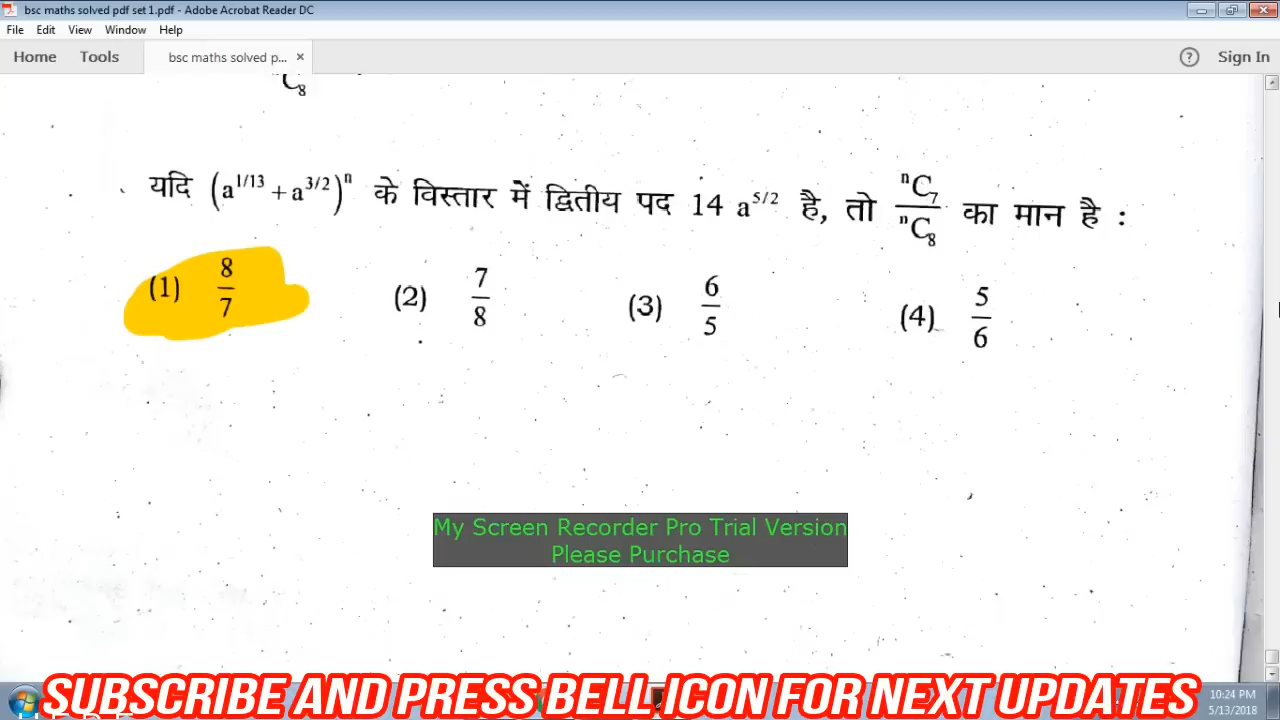 bsc maths solved pdf set 1.pdf - Adobe Acrobat Reader DC
File Edit View Window Help
Home Tools bsc maths solved p... × ? Sign In
C₈
यदि (a^{1/13} + a^{3/2})^n के विस्तार में द्वितीय पद 14 a^{5/2} है, तो ⁿC₇/ⁿC₈ का मान है :
(1) 8/7 (2) 7/8 (3) 6/5 (4) 5/6
My Screen Recorder Pro Trial Version
Please Purchase
SUBSCRIBE AND PRESS BELL ICON FOR NEXT UPDATES
10:24 PM
5/13/2018